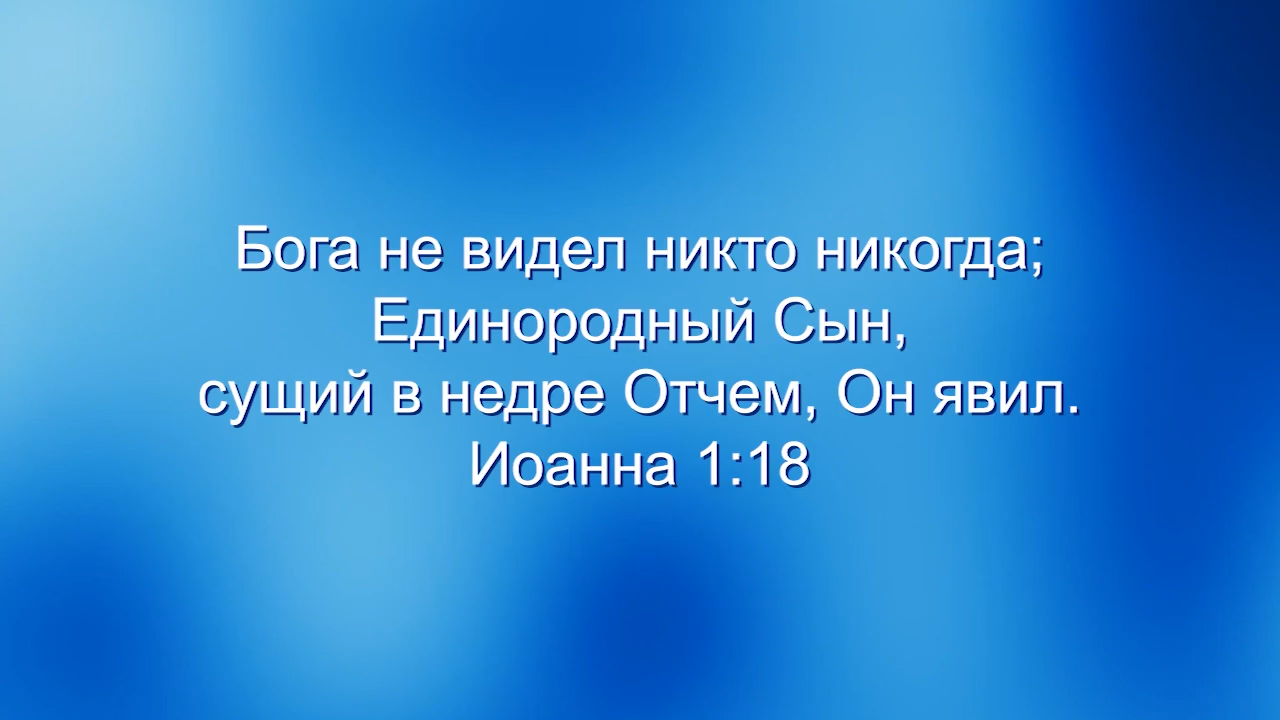 Бога не видел никто никогда;
Единородный Сын,
сущий в недре Отчем, Он явил.
Иоанна 1:18